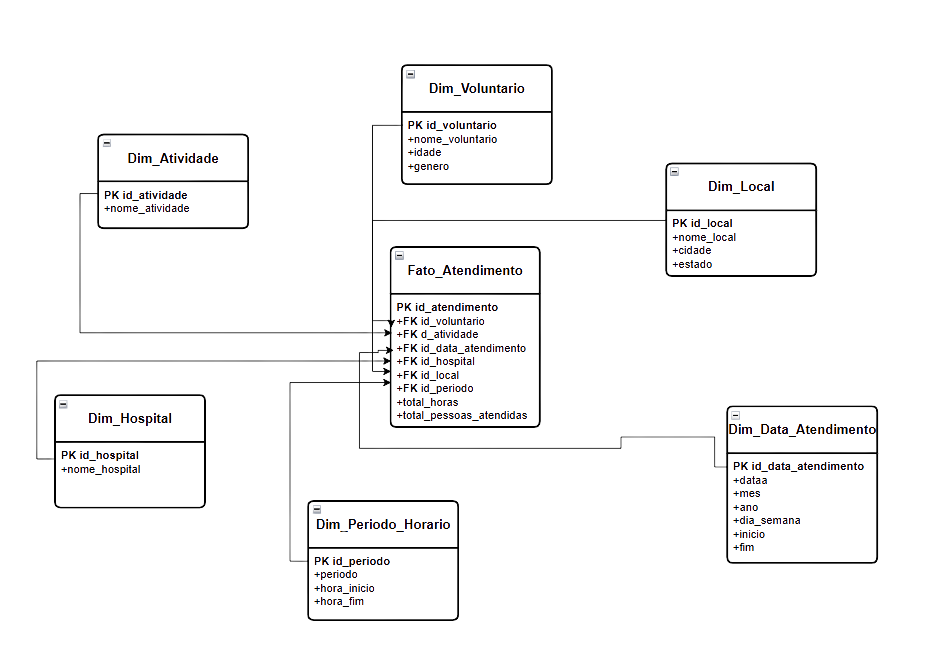 Dim_Voluntario
PK id_voluntario
+nome_voluntario
+idade
+genero
Dim_Atividade
PK id_atividade
+nome_atividade
Dim_Local
PK id_local
+nome_local
+cidade
+estado
Fato_Atendimento
PK id_atendimento
+FK id_voluntario
+FK d_atividade
+FK id_data_atendimento
+FK id_hospital
+FK id_local
+FK id_periodo
+total_horas
+total_pessoas_atendidas
Dim_Hospital
PK id_hospital
+nome_hospital
Dim_Data_Atendimento
PK id_data_atendimento
+dataa
+mes
+ano
+dia_semana
+inicio
+fim
Dim_Periodo_Horario
PK id_periodo
+periodo
+hora_inicio
+hora_fim